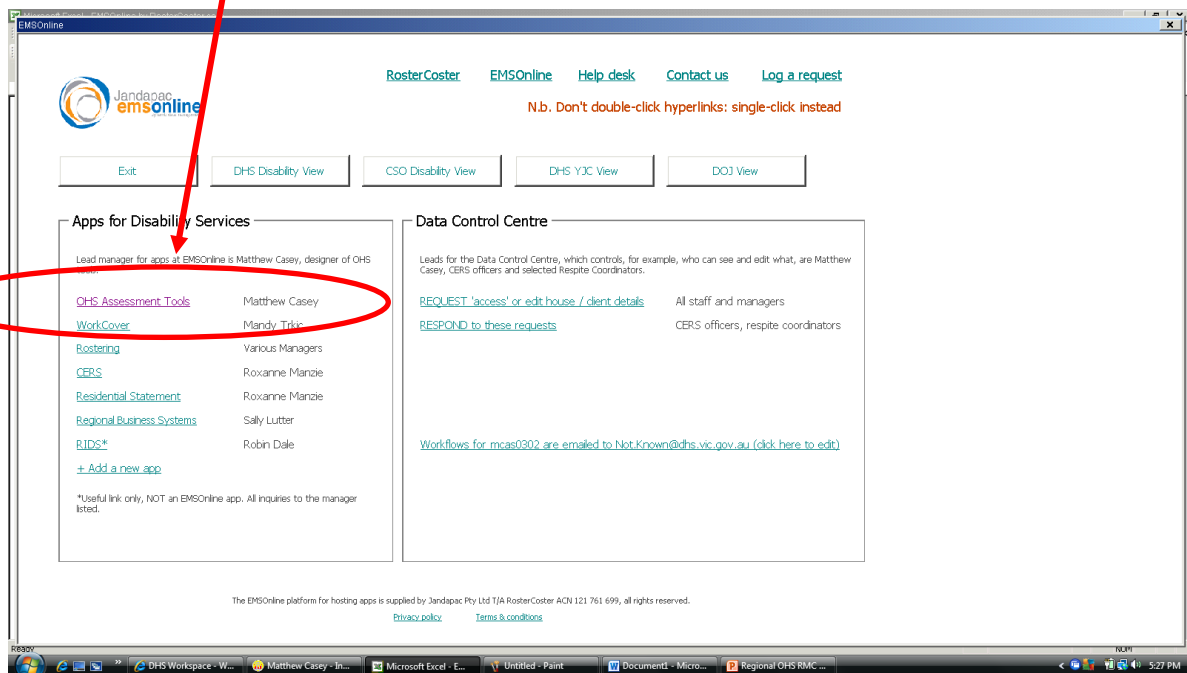 EMSOnline
Jandapac
emsonline
RosterCoster EMSOnline Help desk Contact us Log a request
N.b. Don't double-click hyperlinks: single-click instead
Exit DHS Disability View CSO Disability View DHS YJC View DOJ View
Apps for Disability Services
Lead manager for apps at EMSOnline is Matthew Casey, designer of OHS
OHS Assessment Tools Matthew Casey
WorkCover Mandy Trkic
Rostering Various Managers
CERS Roxanne Manzie
Residential Statement Roxanne Manzie
Regional Business Systems Sally Lutter
RIDS* Robin Dale
+ Add a new app
*Useful link only, NOT an EMSOnline app. All inquiries to the manager
listed.
Data Control Centre
Leads for the Data Control Centre, which controls, for example, who can see and edit what, are Matthew
Casey, CERS officers and selected Respite Coordinators.
REQUEST 'access' or edit house / client details All staff and managers
RESPOND to these requests CERS officers, respite coordinators
Workflows for mcas0302 are emailed to Not.Known@dhs.vic.gov.au (click here to edit)
The EMSOnline platform for hosting apps is supplied by Jandapac Pty Ltd T/A RosterCoster ACN 121 761 699, all rights reserved.
Privacy policy Terms & conditions
Ready NUM
DHS Workspace - W... Matthew Casey - In... Microsoft Excel - E... Untitled - Paint Document1 - Micro... Regional OHS RMC ... 5:27 PM